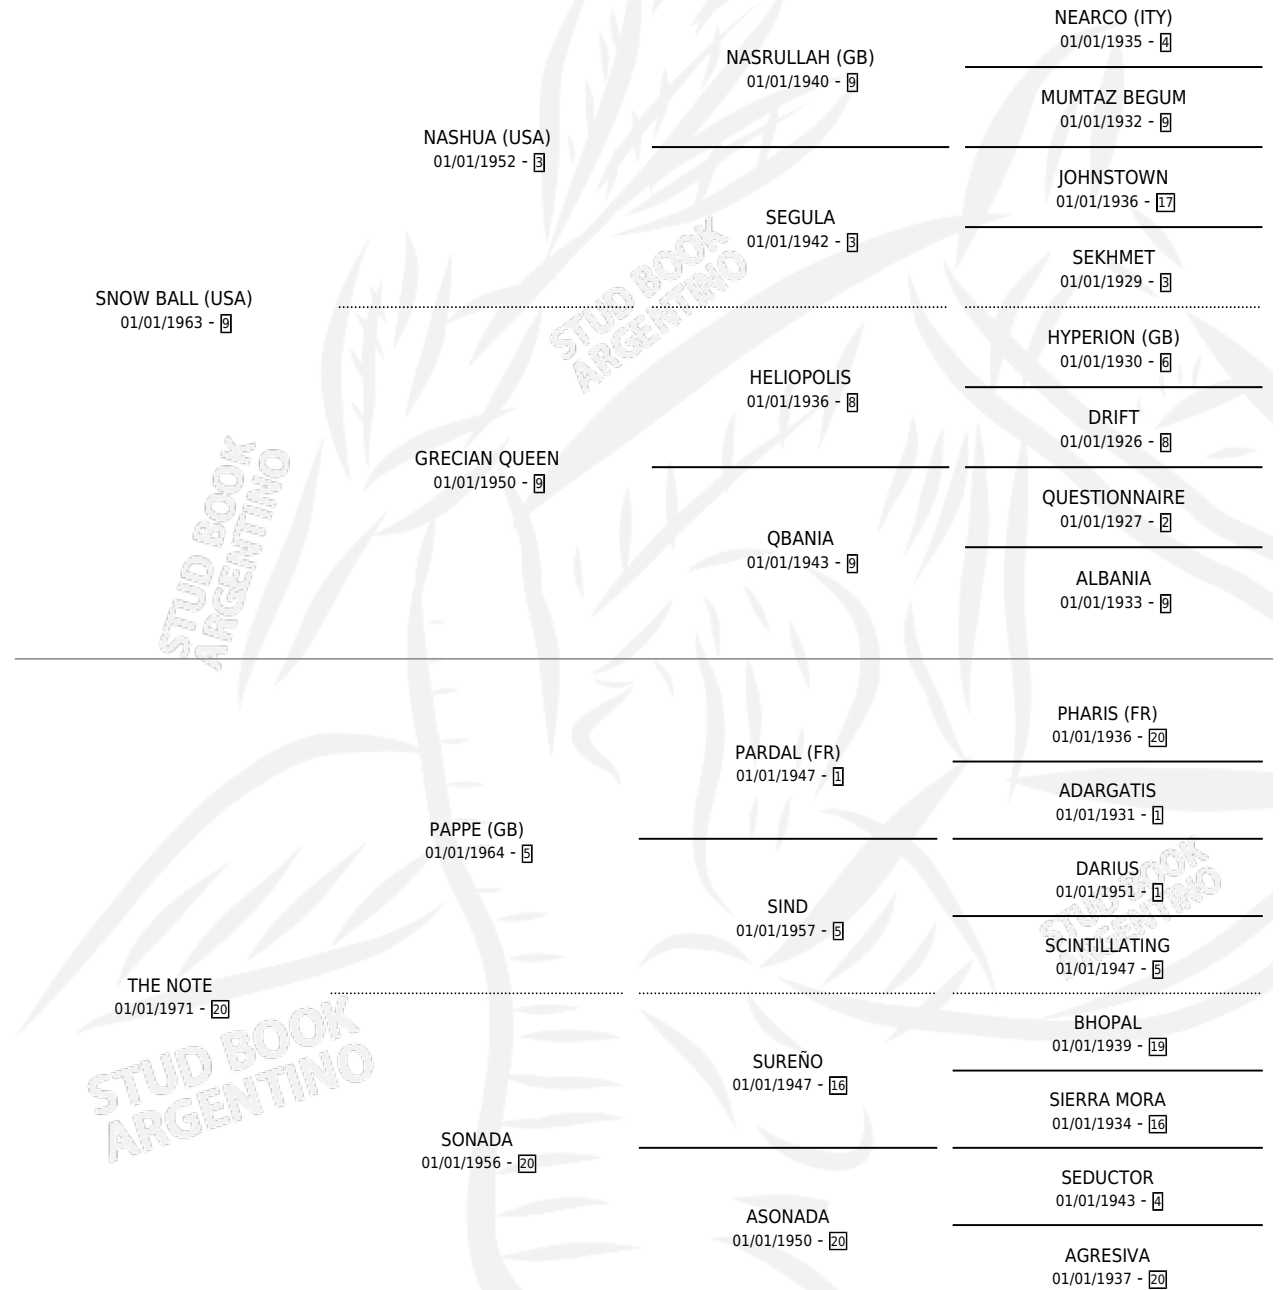 NEARCO (ITY)
01/01/1935 - 4
NASRULLAH (GB)
01/01/1940 - 9
MUMTAZ BEGUM
01/01/1932 - 9
NASHUA (USA)
01/01/1952 - 3
JOHNSTOWN
01/01/1936 - 17
SEGULA
01/01/1942 - 3
SEKHMET
01/01/1929 - 3
SNOW BALL (USA)
01/01/1963 - 9
HYPERION (GB)
01/01/1930 - 6
HELIOPOLIS
01/01/1936 - 8
DRIFT
01/01/1926 - 8
GRECIAN QUEEN
01/01/1950 - 9
QUESTIONNAIRE
01/01/1927 - 2
QBANIA
01/01/1943 - 9
ALBANIA
01/01/1933 - 9
PHARIS (FR)
01/01/1936 - 20
PARDAL (FR)
01/01/1947 - 1
ADARGATIS
01/01/1931 - 1
PAPPE (GB)
01/01/1964 - 5
DARIUS
01/01/1951 - 1
SIND
01/01/1957 - 5
SCINTILLATING
01/01/1947 - 5
THE NOTE
01/01/1971 - 20
BHOPAL
01/01/1939 - 19
SUREÑO
01/01/1947 - 16
SIERRA MORA
01/01/1934 - 16
SONADA
01/01/1956 - 20
SEDUCTOR
01/01/1943 - 4
ASONADA
01/01/1950 - 20
AGRESIVA
01/01/1937 - 20
STUD BOOK
ARGENTINO
STUD BOOK
ARGENTINO
STUD BOOK
ARGENTINO
STUD BOOK
ARGENTINO